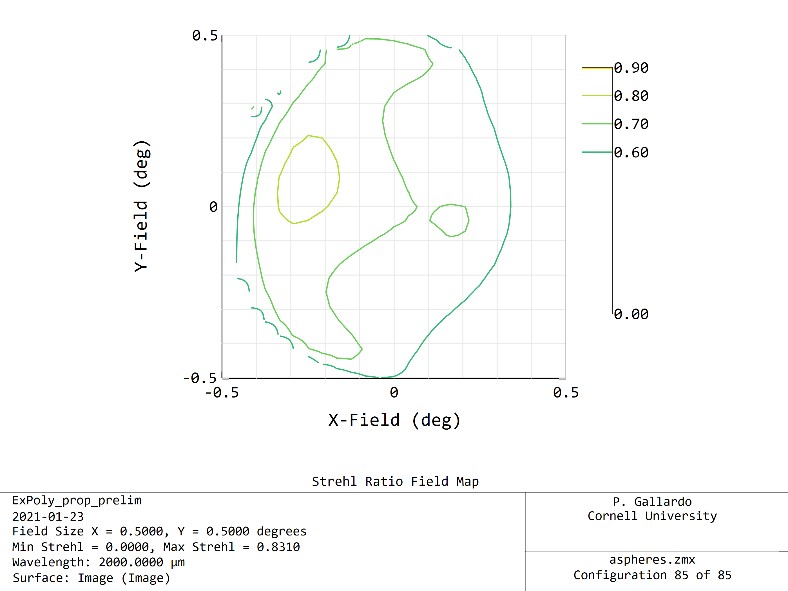 0.5
0
-0.5
-0.5
0
0.5
Y-Field (deg)
X-Field (deg)
0.90
0.80
0.70
0.60
0.00
Strehl Ratio Field Map
ExPoly_prop_prelim
2021-01-23
Field Size X = 0.5000, Y = 0.5000 degrees
Min Strehl = 0.0000, Max Strehl = 0.8310
Wavelength: 2000.0000 µm
Surface: Image (Image)
P. Gallardo
Cornell University
aspheres.zmx
Configuration 85 of 85